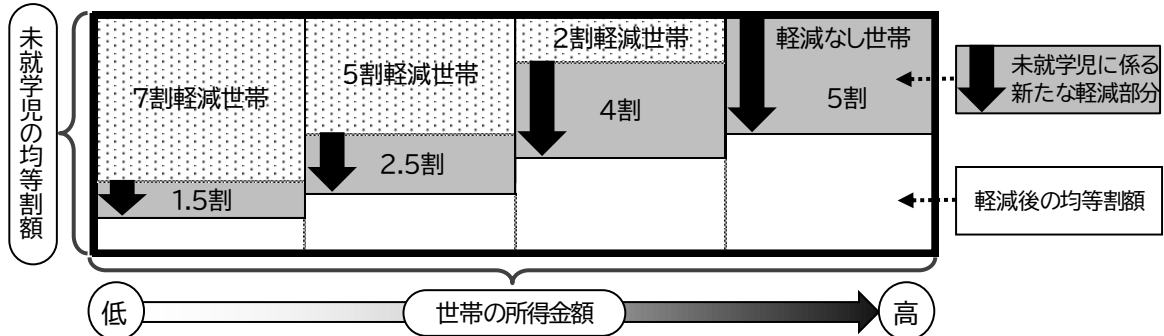 未就学児の均等割額
7割軽減世帯
1.5割
5割軽減世帯
2.5割
2割軽減世帯
4割
軽減なし世帯
5割
未就学児に係る
新たな軽減部分
軽減後の均等割額
低
世帯の所得金額
高